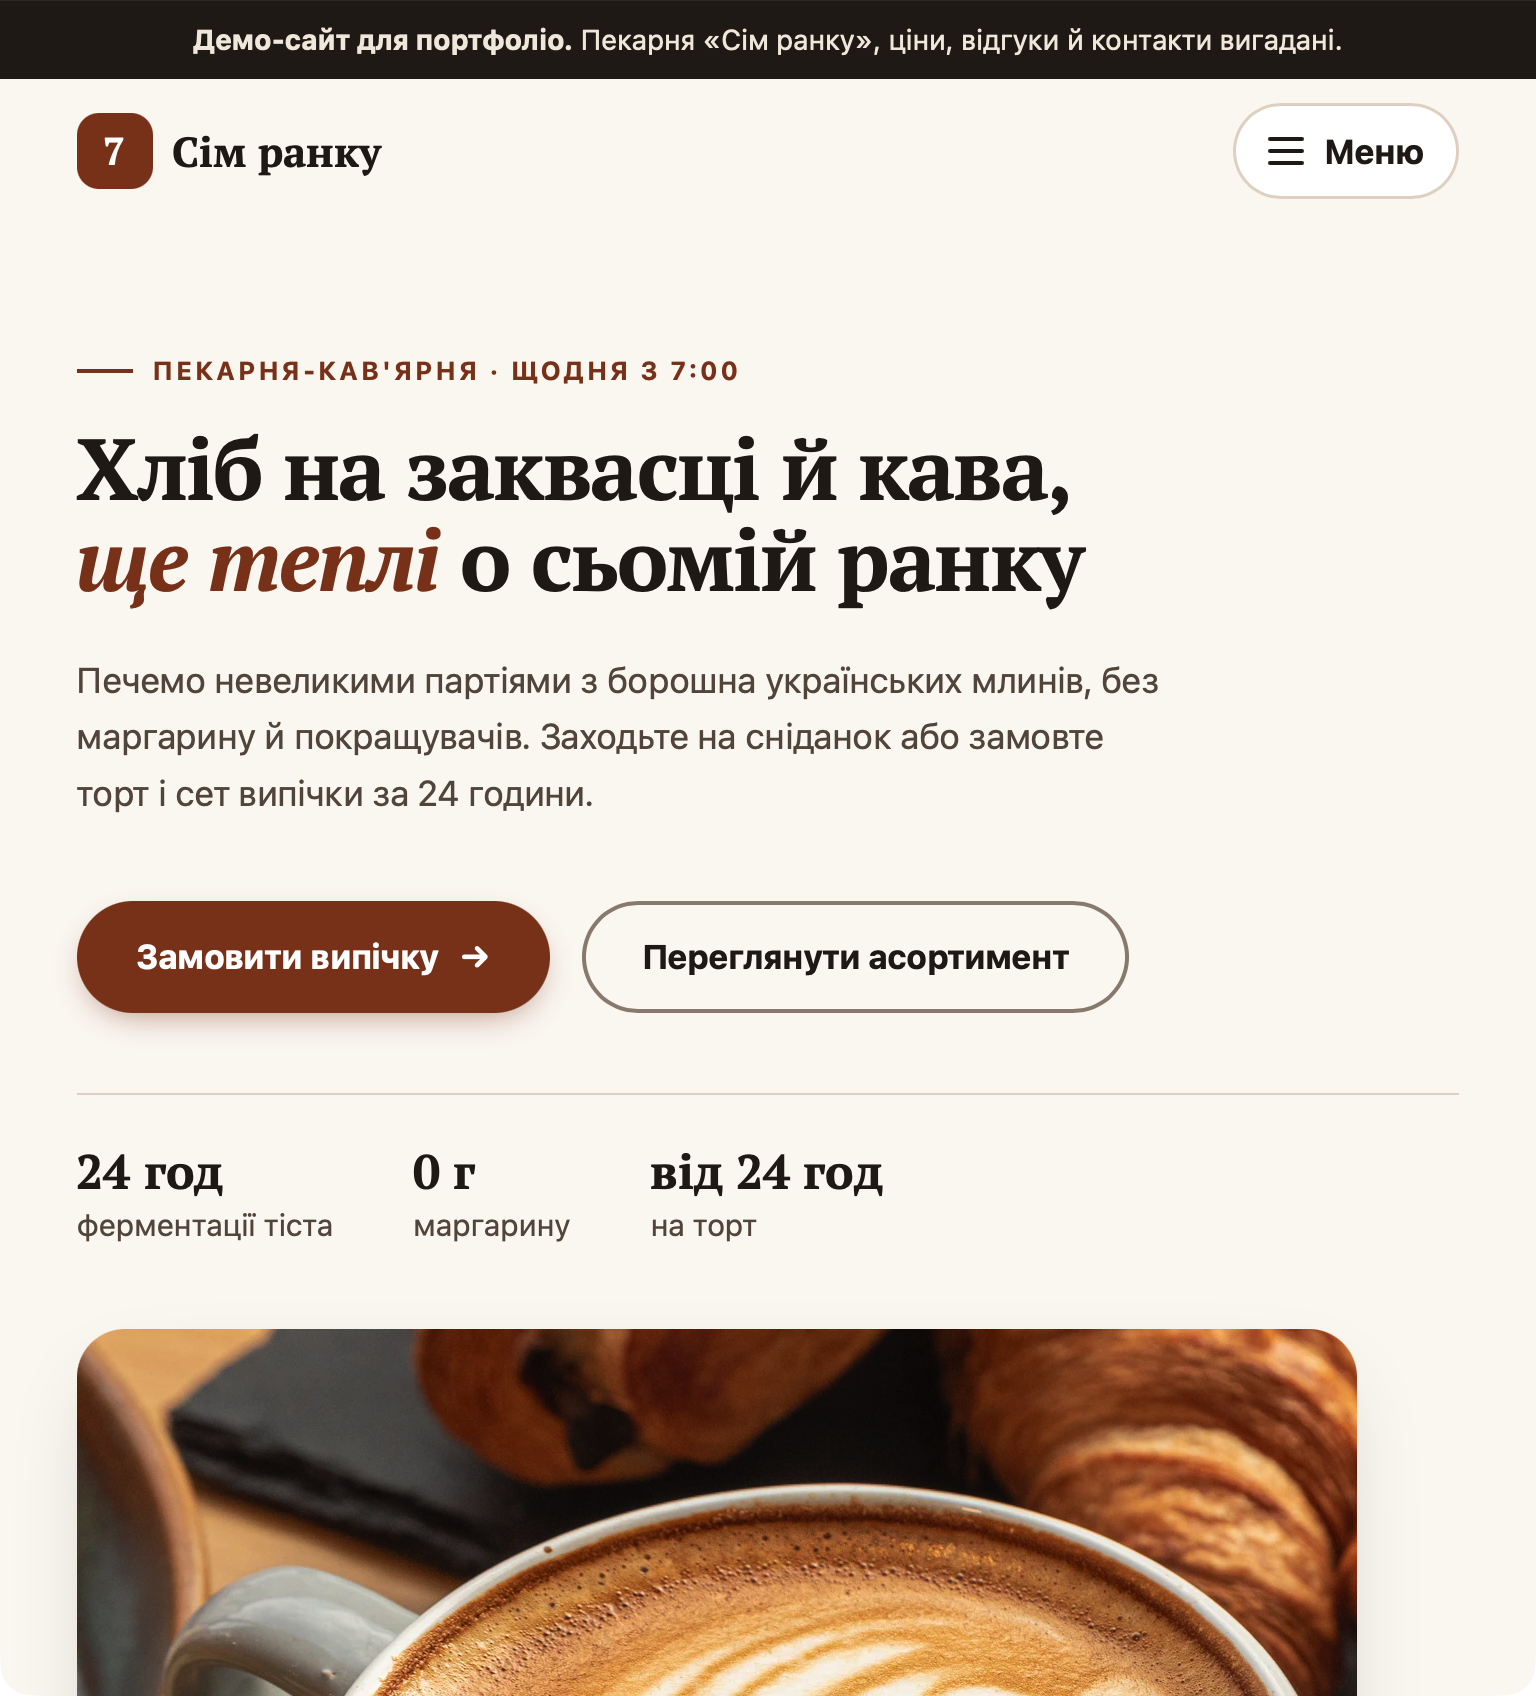 Демо-сайт для портфоліо. Пекарня «Сім ранку», ціни, відгуки й контакти вигадані.
7 Сім ранку
Меню
ПЕКАРНЯ-КАВ'ЯРНЯ · ЩОДНЯ З 7:00
Хліб на заквасці й кава,
ще теплі о сьомій ранку
Печемо невеликими партіями з борошна українських млинів, без
маргарину й покращувачів. Заходьте на сніданок або замовте
торт і сет випічки за 24 години.
Замовити випічку →
Переглянути асортимент
24 год
ферментації тіста
0 г
маргарину
від 24 год
на торт